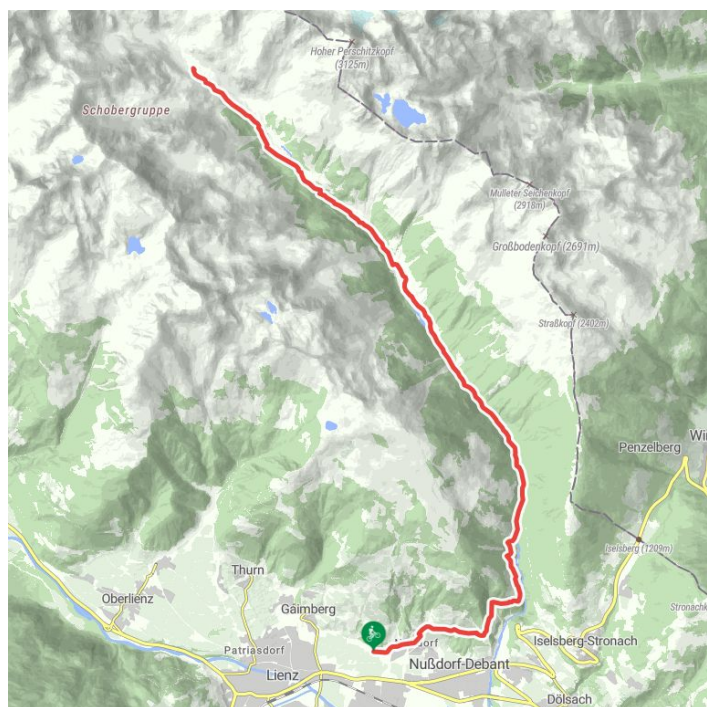 Hoher Perschitzkopf
(3125m)
Schobergruppe
Mulleter Seichenkopf
(2918m)
Großbodenkopf (2691m)
Straßkopf (2402m)
Penzelberg
Iselsberg (1209m)
Thurn
Oberlienz
Gaimberg
Patriasdorf
Iselsberg-Stronach
Nußdorf-Debant
Lienz
Dölsach